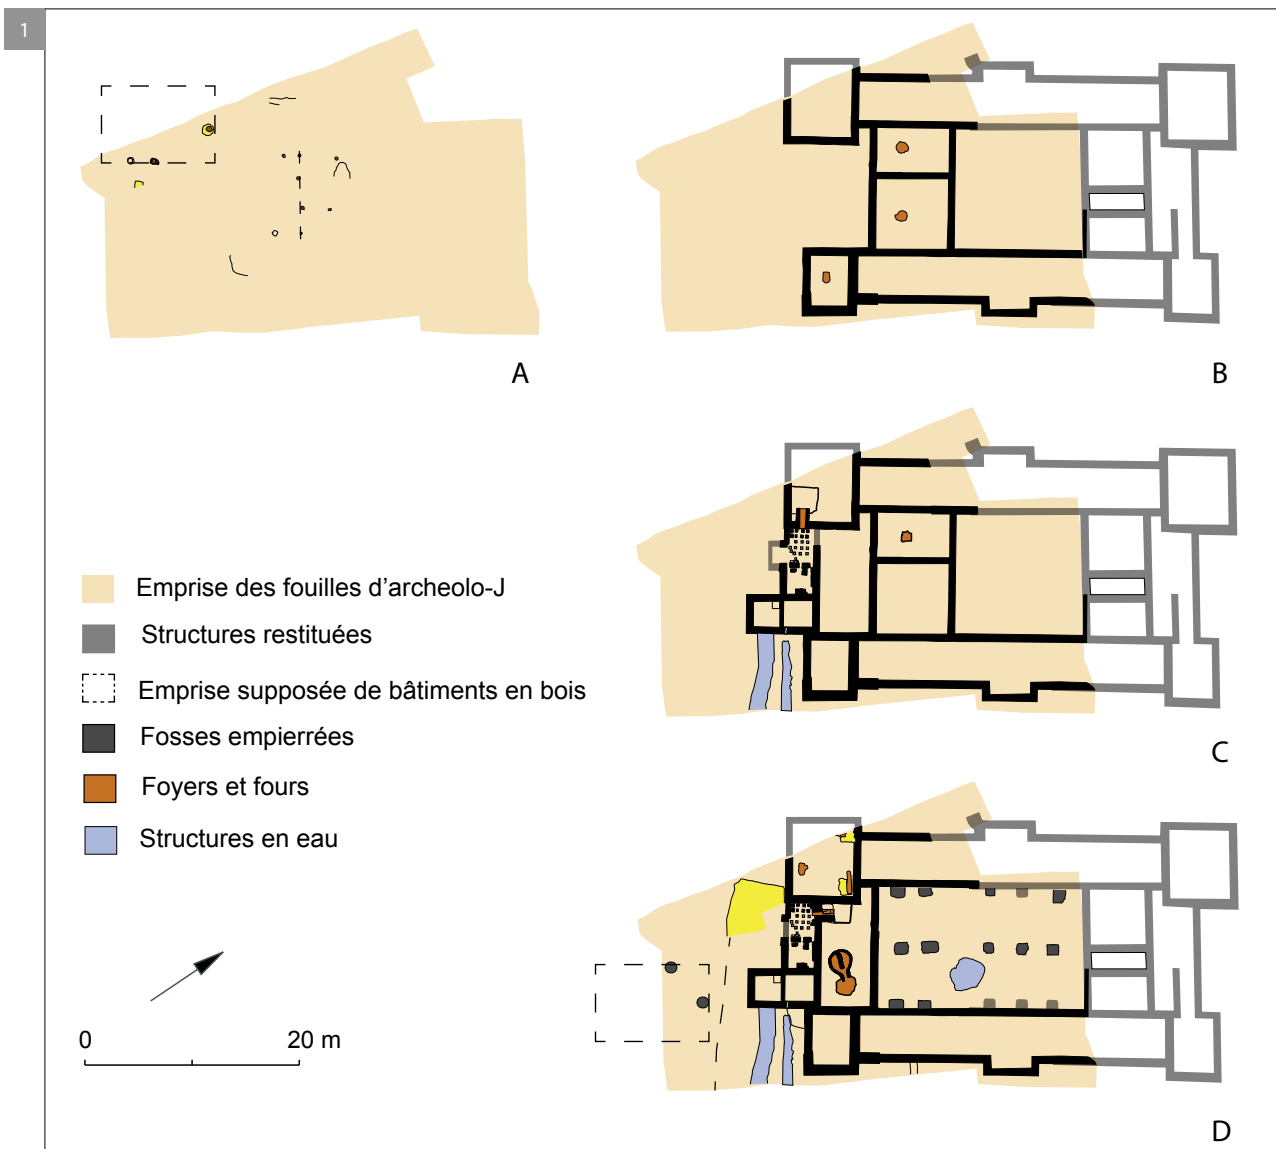 1
A
B
C
Emprise des fouilles d'archeolo-J
Structures restituées
Emprise supposée de bâtiments en bois
Fosses empierrées
Foyers et fours
Structures en eau
0 20 m
D